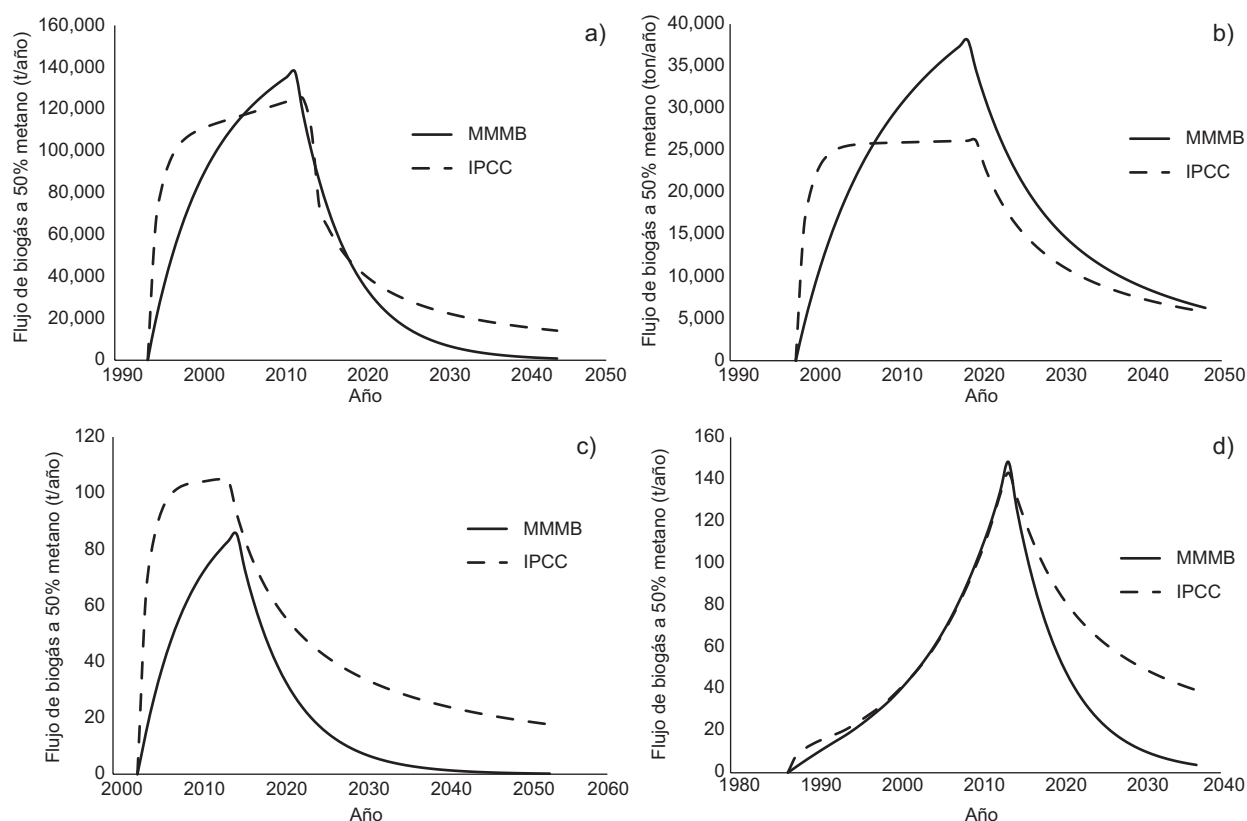 a)
Flujo de biogás a 50% metano (t/año)
160,000
140,000
120,000
100,000
80,000
60,000
40,000
20,000
0
MMMB
IPCC
1990 2000 2010 2020 2030 2040 2050
Año
b)
Flujo de biogás a 50% metano (ton/año)
40,000
35,000
30,000
25,000
20,000
15,000
10,000
5,000
0
MMMB
IPCC
1990 2000 2010 2020 2030 2040 2050
Año
c)
Flujo de biogás a 50% metano (t/año)
120
100
80
60
40
20
0
MMMB
IPCC
2000 2010 2020 2030 2040 2050 2060
Año
d)
Flujo de biogás a 50% metano (t/año)
160
140
120
100
80
60
40
20
0
MMMB
IPCC
1980 1990 2000 2010 2020 2030 2040
Año